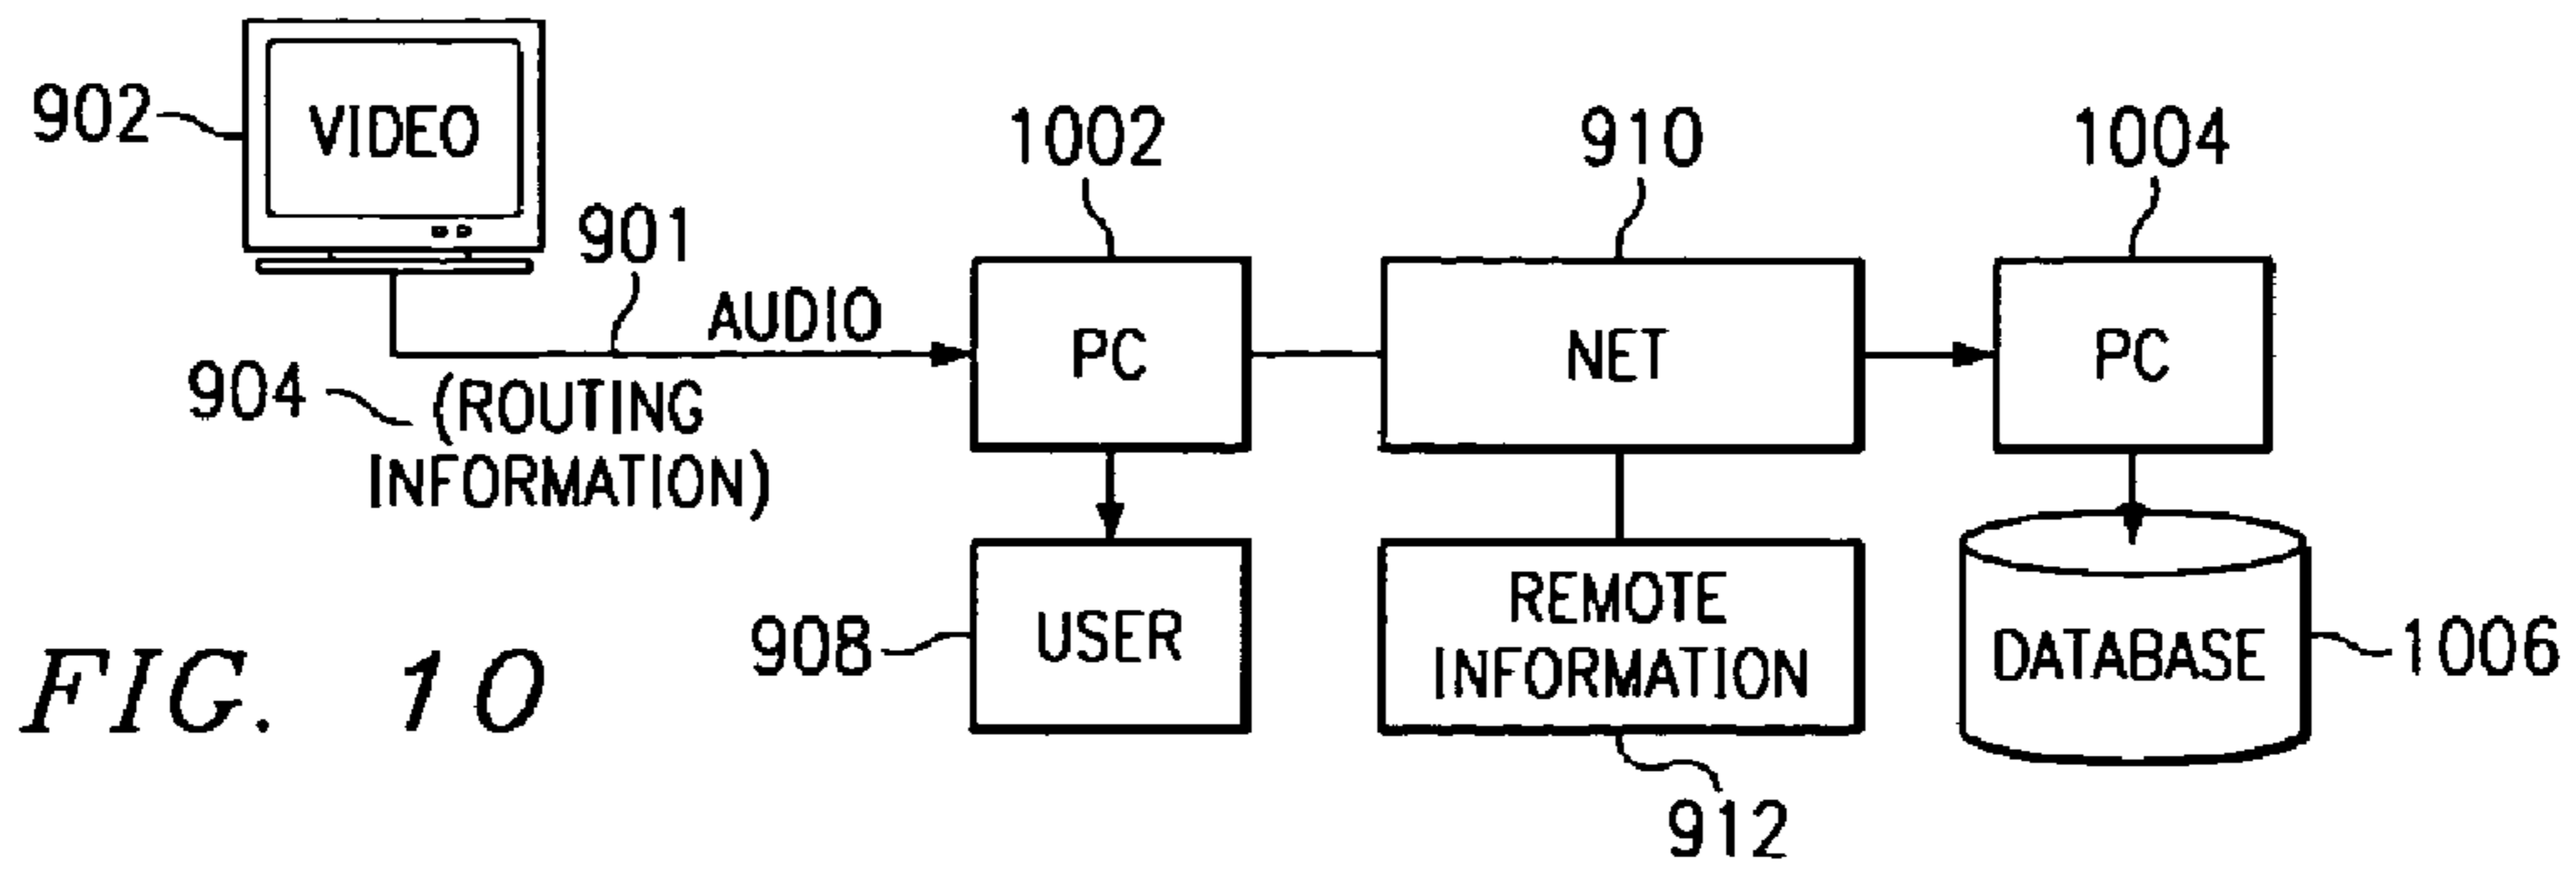 902
VIDEO
901
AUDIO
904
(ROUTING
INFORMATION)
1002
PC
910
NET
1004
PC
908
USER
REMOTE
INFORMATION
912
DATABASE
1006
FIG. 10